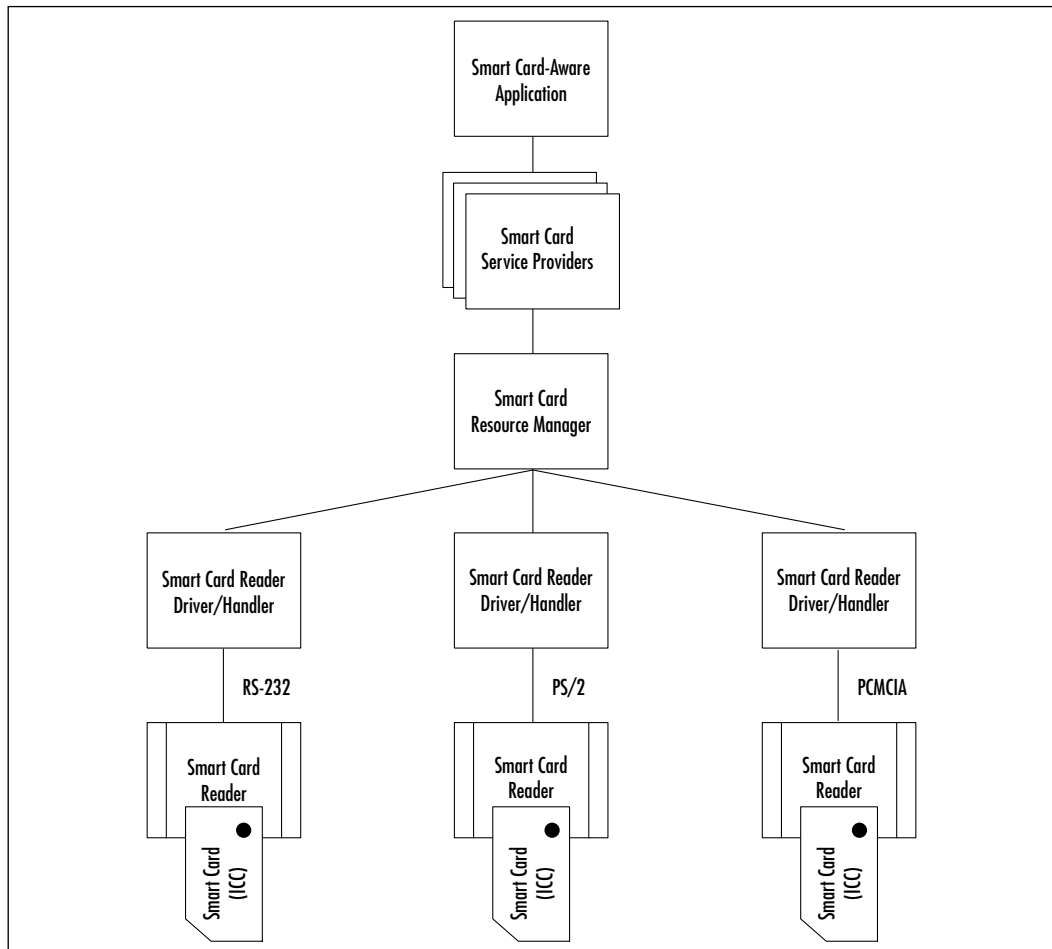 Smart Card-Aware
Application
Smart Card
Service Providers
Smart Card
Resource Manager
Smart Card Reader
Driver/Handler
Smart Card Reader
Driver/Handler
Smart Card Reader
Driver/Handler
RS-232
PS/2
PCMCIA
Smart Card
Reader
Smart Card
Reader
Smart Card
Reader
Smart Card
(ICC)
Smart Card
(ICC)
Smart Card
(ICC)